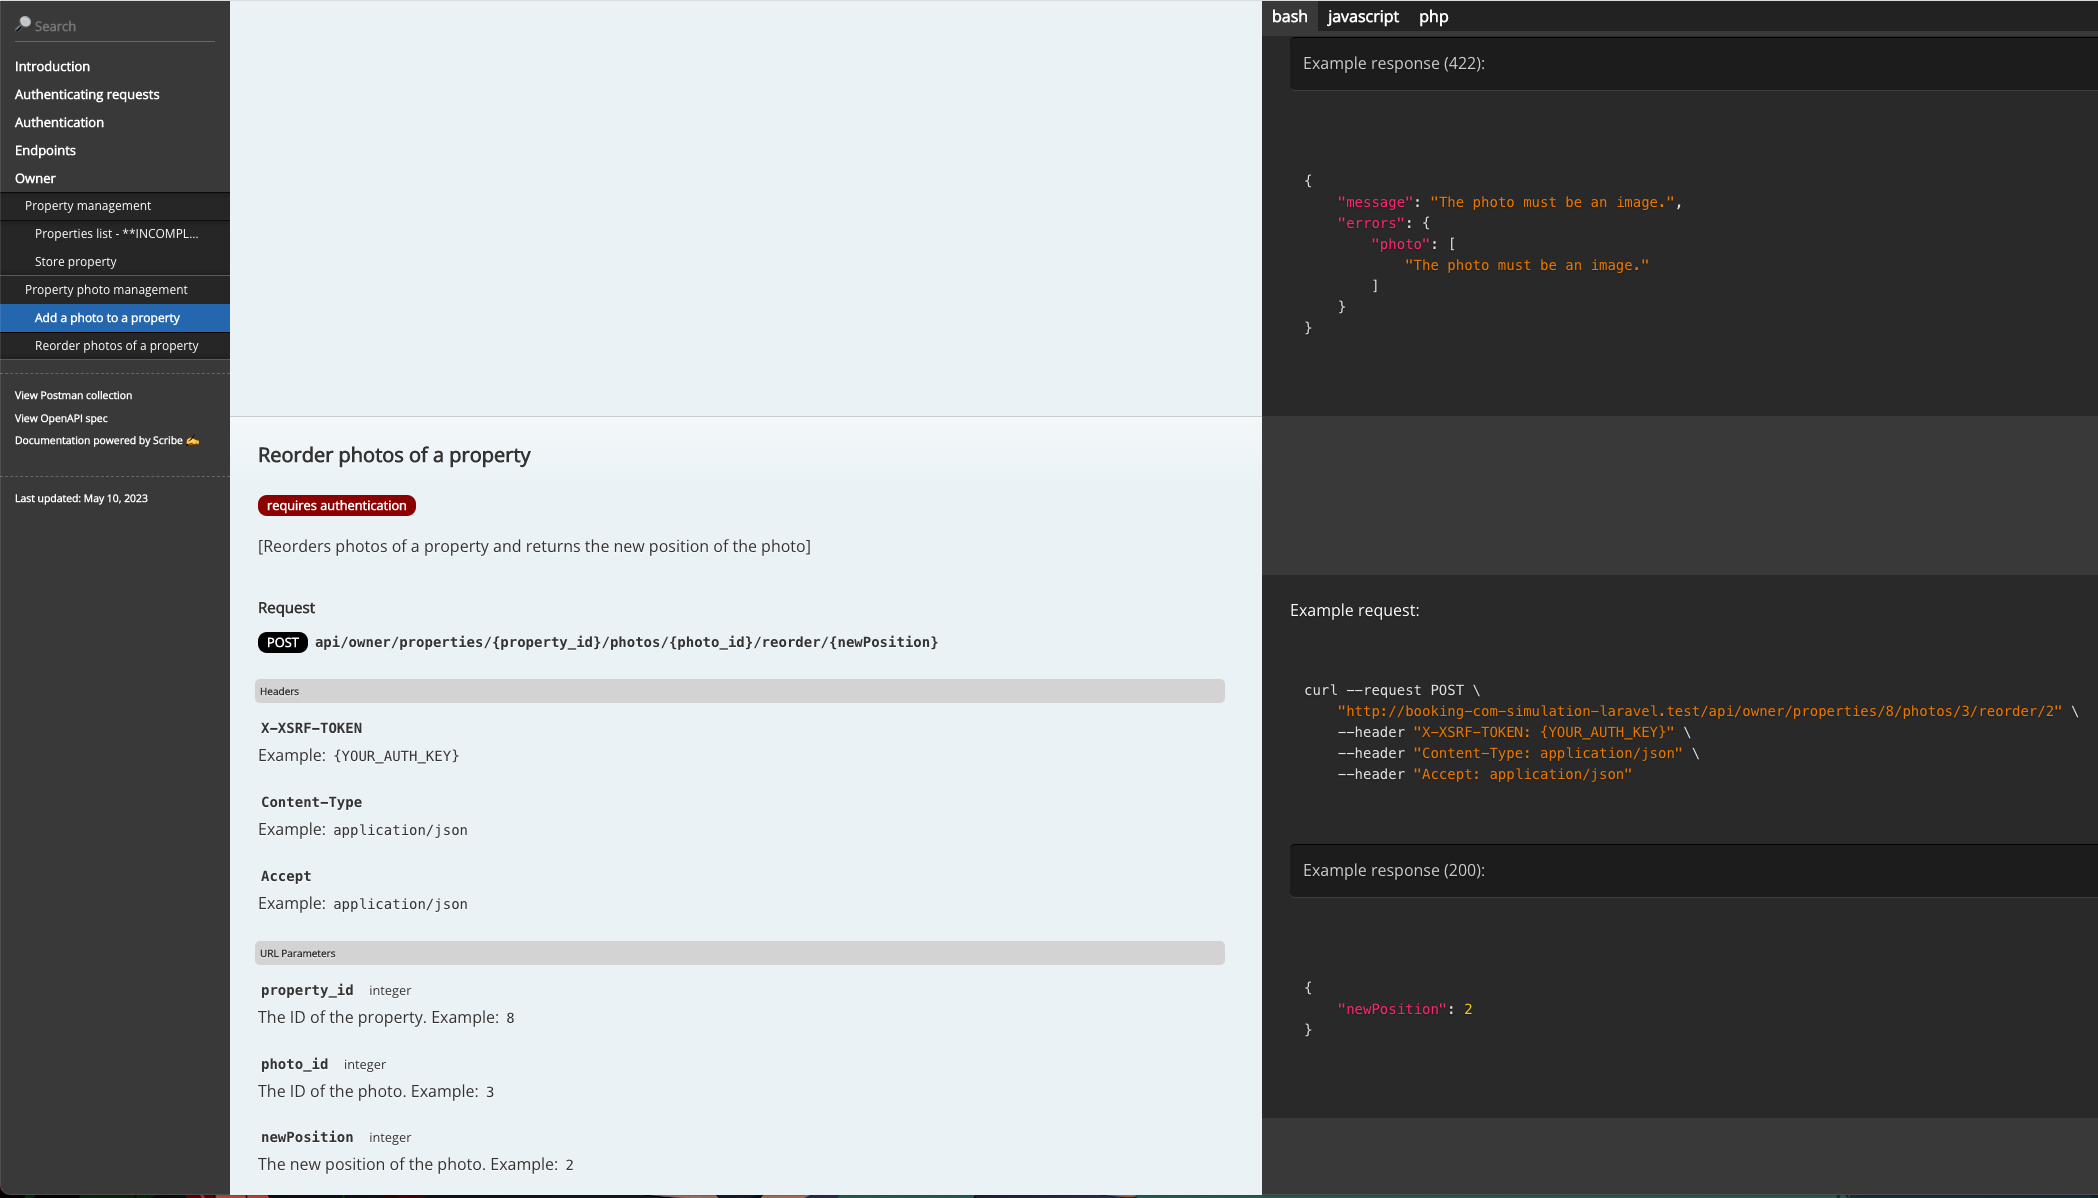 Search
Introduction
Authenticating requests
Authentication
Endpoints
Owner
Property management
Properties list - **INCOMPL...
Store property
Property photo management
Add a photo to a property
Reorder photos of a property
View Postman collection
View OpenAPI spec
Documentation powered by Scribe ✍
Last updated: May 10, 2023
Reorder photos of a property
requires authentication
[Reorders photos of a property and returns the new position of the photo]
Request
POST api/owner/properties/{property_id}/photos/{photo_id}/reorder/{newPosition}
Headers
X-XSRF-TOKEN
Example: {YOUR_AUTH_KEY}
Content-Type
Example: application/json
Accept
Example: application/json
URL Parameters
property_id integer
The ID of the property. Example: 8
photo_id integer
The ID of the photo. Example: 3
newPosition integer
The new position of the photo. Example: 2
bash javascript php
Example response (422):
{
"message": "The photo must be an image.",
"errors": {
"photo": [
"The photo must be an image."
]
}
}
Example request:
curl --request POST \
"http://booking-com-simulation-laravel.test/api/owner/properties/8/photos/3/reorder/2" \
--header "X-XSRF-TOKEN: {YOUR_AUTH_KEY}" \
--header "Content-Type: application/json" \
--header "Accept: application/json"
Example response (200):
{
"newPosition": 2
}